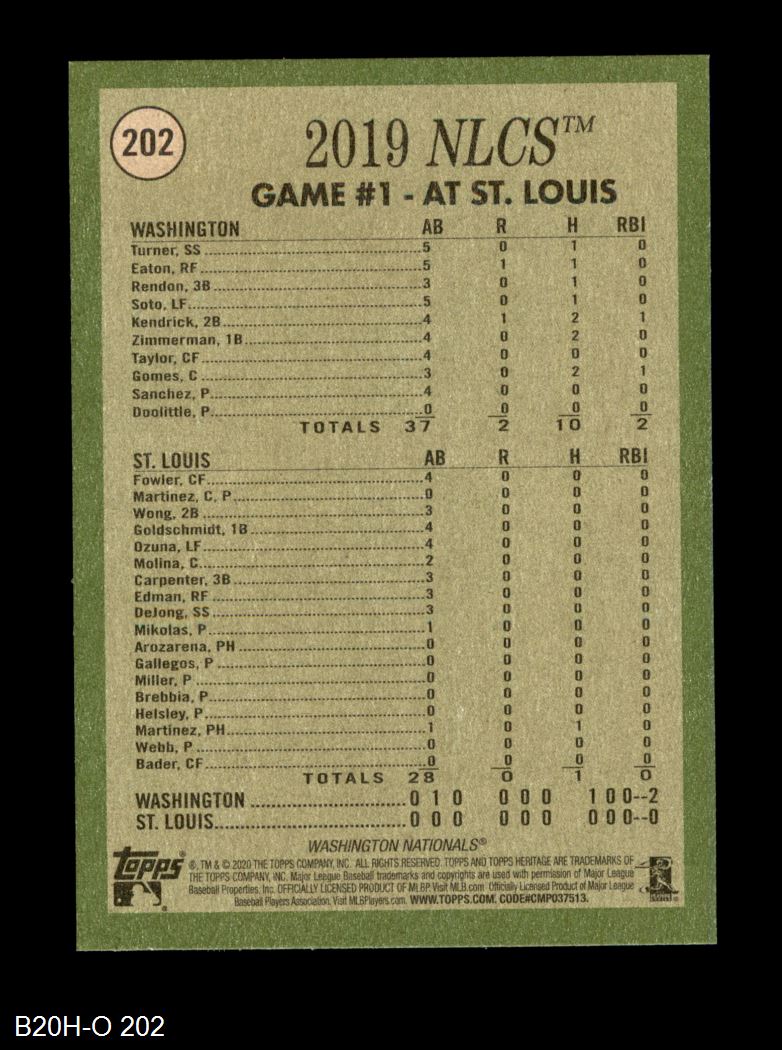 202
2019 NLCS™
GAME #1 - AT ST. LOUIS
WASHINGTON AB R H RBI
Turner, SS 5 0 1 0
Eaton, RF 5 1 1 0
Rendon, 3B 3 0 1 0
Soto, LF 5 0 1 0
Kendrick, 2B 4 1 2 1
Zimmerman, 1B 4 0 2 0
Taylor, CF 4 0 0 0
Gomes, C 3 0 2 1
Sanchez, P 4 0 0 0
Doolittle, P 0 0 0 0
TOTALS 37 2 10 2
ST. LOUIS AB R H RBI
Fowler, CF 4 0 0 0
Martinez, C, P 0 0 0 0
Wong, 2B 3 0 0 0
Goldschmidt, 1B 4 0 0 0
Ozuna, LF 4 0 0 0
Molina, C 2 0 0 0
Carpenter, 3B 3 0 0 0
Edman, RF 3 0 0 0
DeJong, SS 3 0 0 0
Mikolas, P 1 0 0 0
Arozarena, PH 0 0 0 0
Gallegos, P 0 0 0 0
Miller, P 0 0 0 0
Brebbia, P 0 0 0 0
Helsley, P 0 0 0 0
Martínez, PH 1 0 1 0
Webb, P 0 0 0 0
Bader, CF 0 0 0 0
TOTALS 28 0 1 0
WASHINGTON 0 1 0 0 0 0 1 0 0--2
ST. LOUIS 0 0 0 0 0 0 0 0 0--0
WASHINGTON NATIONALS®
Topps ®, TM & © 2020 THE TOPPS COMPANY, INC. ALL RIGHTS RESERVED. TOPPS AND TOPPS HERITAGE ARE TRADEMARKS OF
THE TOPPS COMPANY, INC. Major League Baseball trademarks and copyrights are used with permission of Major League
Baseball Properties, Inc. OFFICIALLY LICENSED PRODUCT OF MLBP. Visit MLB.com Officially Licensed Product of Major League
Baseball Players Association. Visit MLBPlayers.com. WWW.TOPPS.COM. CODE#CMP037513.
B20H-O 202